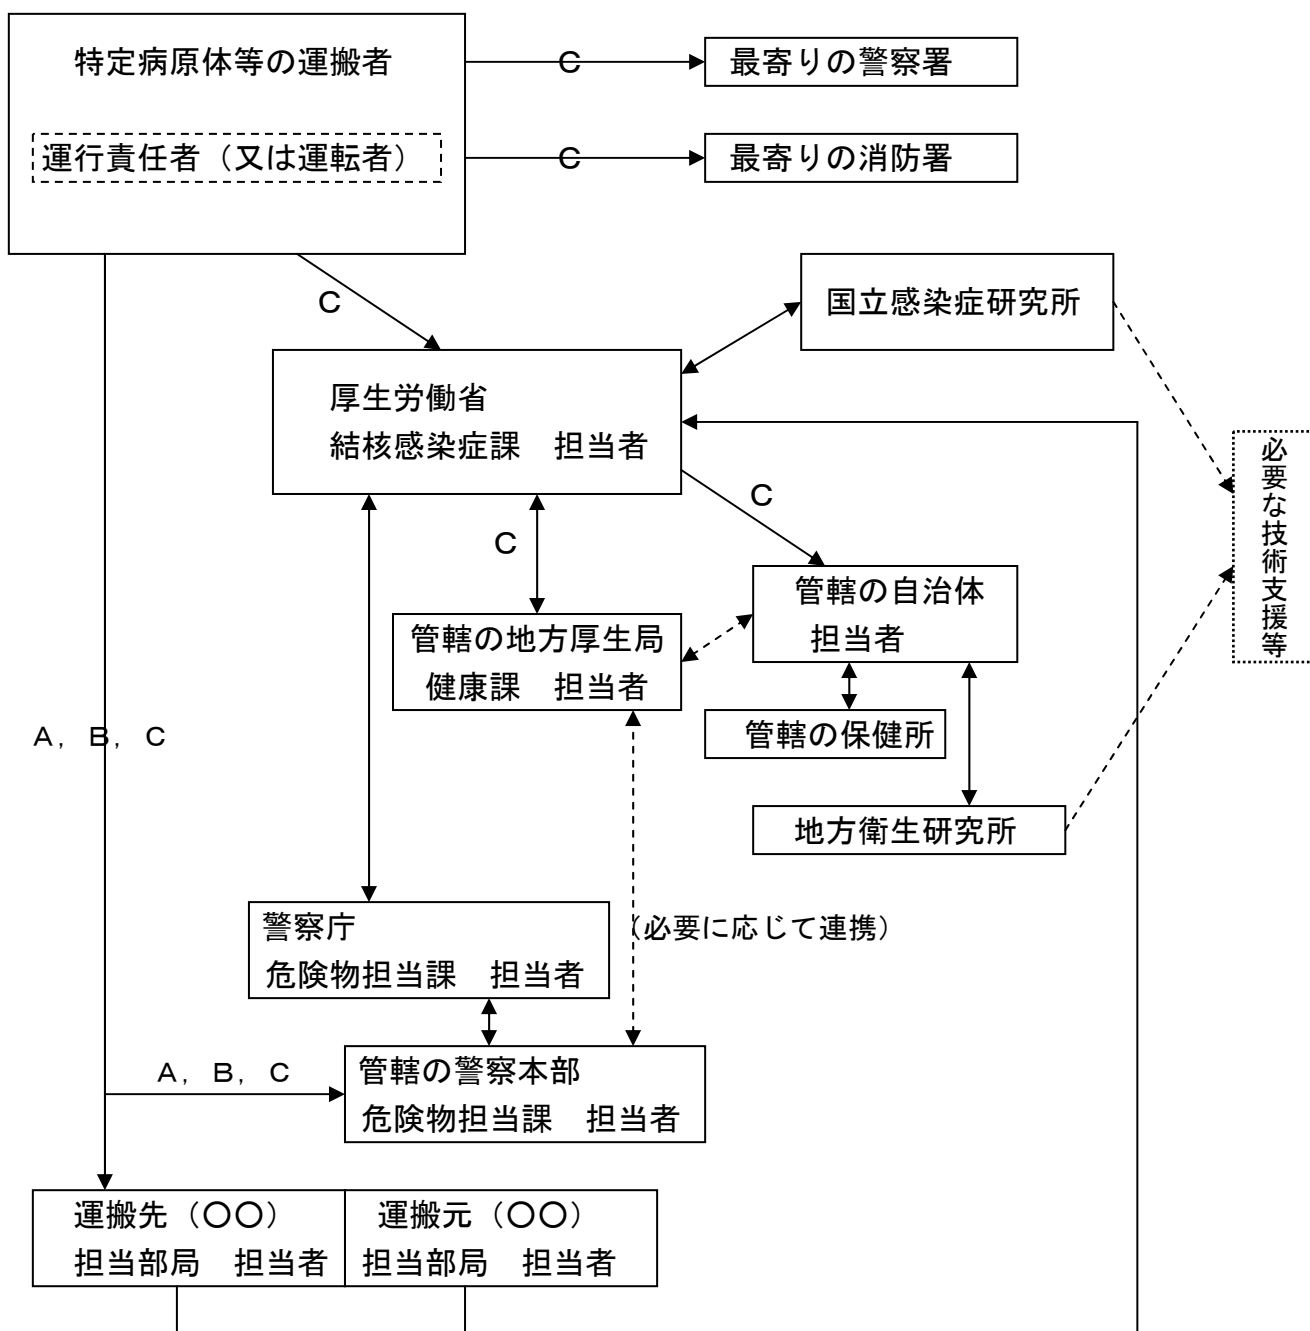 特定病原体等の運搬者
運行責任者（又は運転者）
C
最寄りの警察署
C
最寄りの消防署
C
国立感染症研究所
厚生労働省
結核感染症課　担当者
必要な技術支援等
C
C
管轄の自治体
担当者
管轄の地方厚生局
健康課　担当者
A，B，C
管轄の保健所
地方衛生研究所
警察庁
危険物担当課　担当者
（必要に応じて連携）
A，B，C
管轄の警察本部
危険物担当課　担当者
運搬先（〇〇）
担当部局　担当者
運搬元（〇〇）
担当部局　担当者